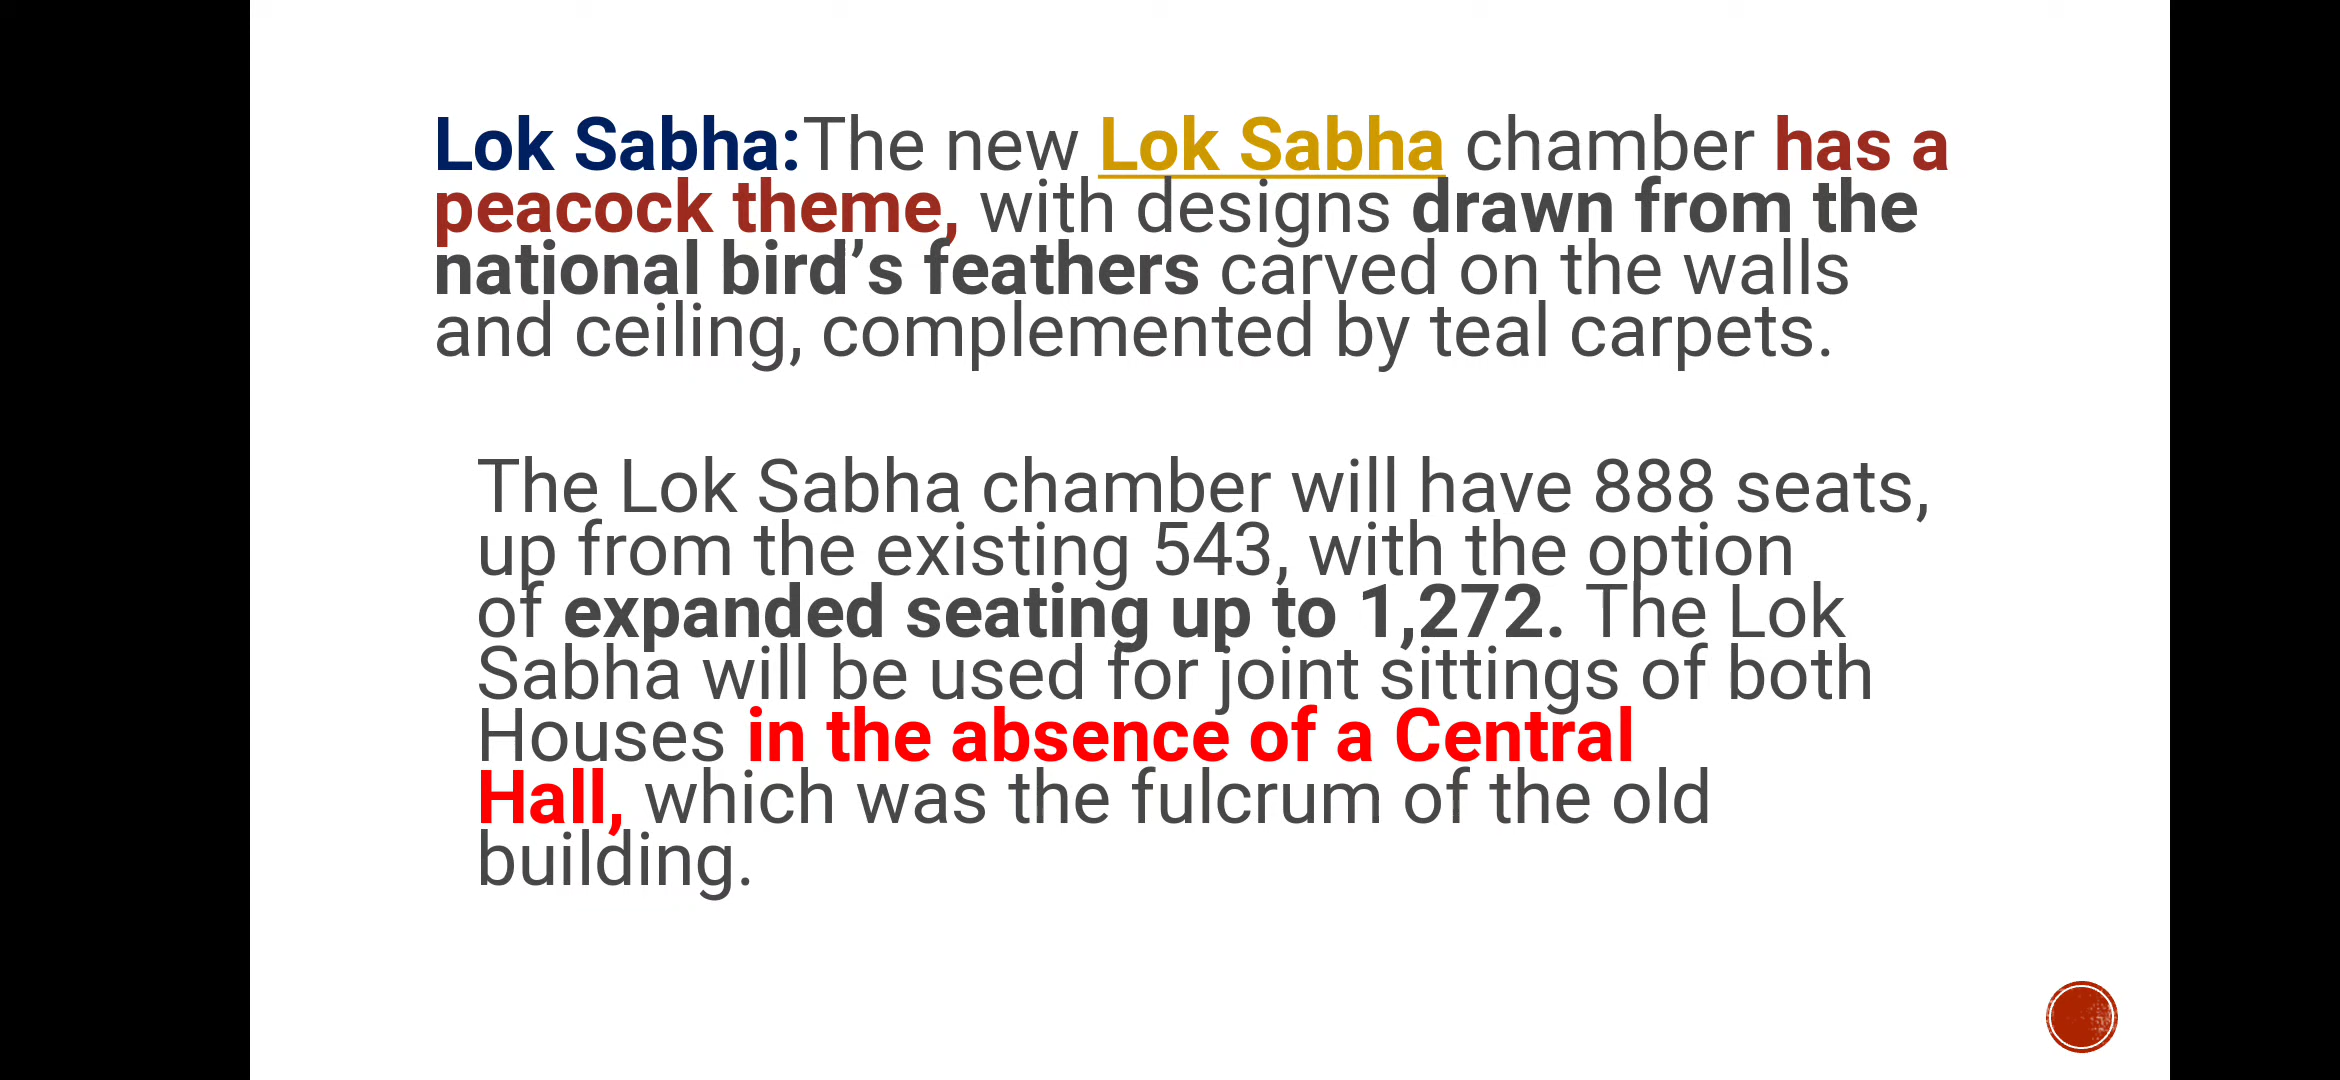 Lok Sabha:The new Lok Sabha chamber has a
peacock theme, with designs drawn from the
national bird’s feathers carved on the walls
and ceiling, complemented by teal carpets.
The Lok Sabha chamber will have 888 seats,
up from the existing 543, with the option
of expanded seating up to 1,272. The Lok
Sabha will be used for joint sittings of both
Houses in the absence of a Central
Hall, which was the fulcrum of the old
building.